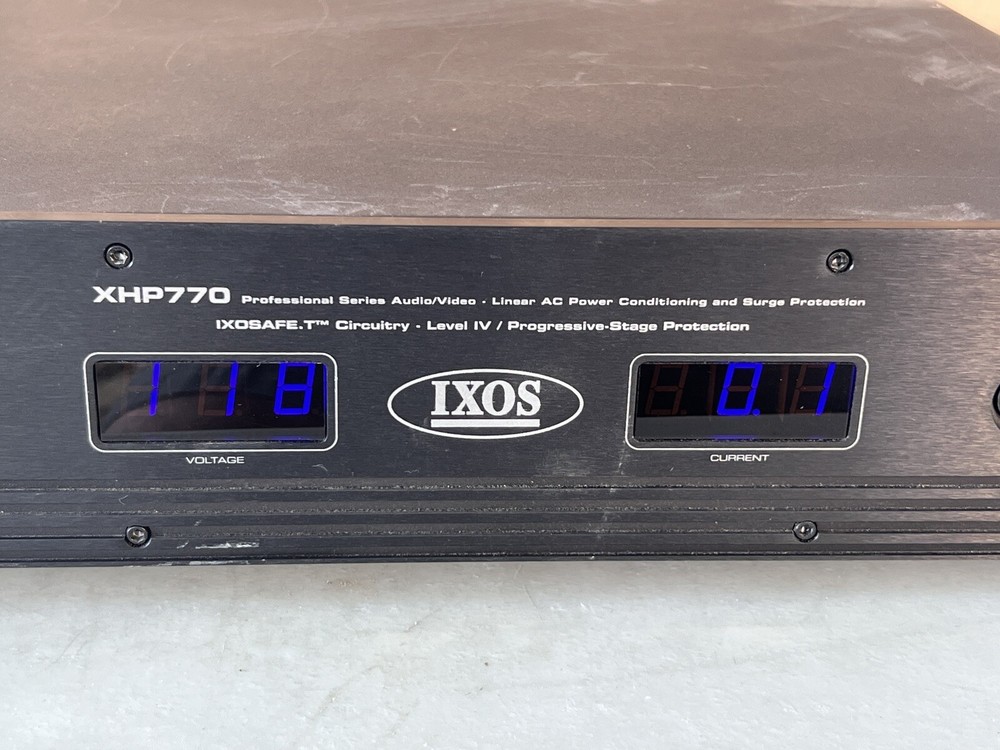 XHP770 Professional Series Audio/Video - Linear AC Power Conditioning and Surge Protection
IXOSAFE.T™ Circuitry - Level IV / Progressive-Stage Protection
118
IXOS
0.1
VOLTAGE
CURRENT